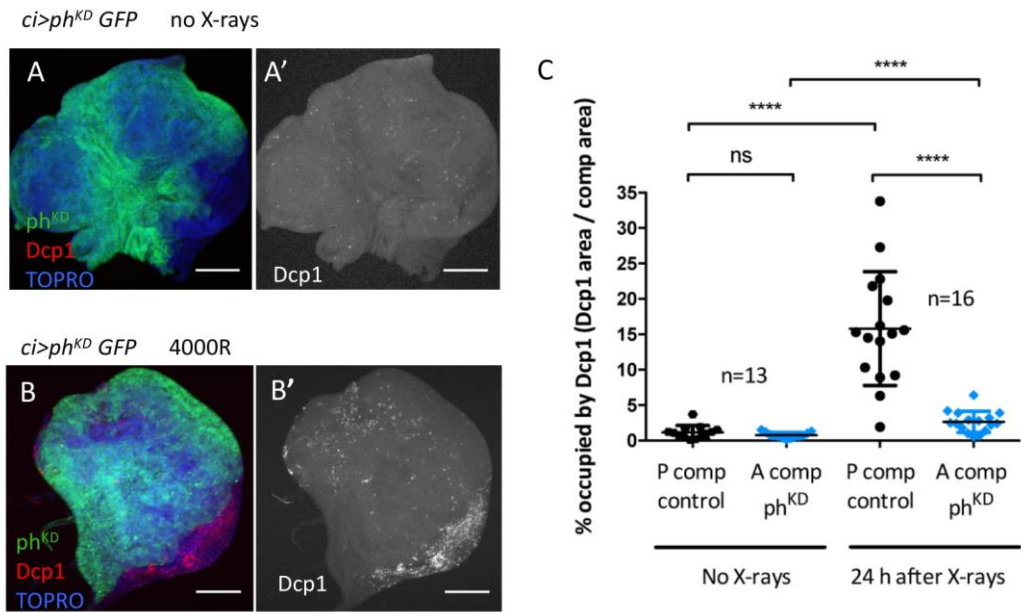 ci>ph^KD GFP no X-rays
A
ph^KD
Dcp1
TOPRO
A'
Dcp1
ci>ph^KD GFP 4000R
B
ph^KD
Dcp1
TOPRO
B'
Dcp1
C
% occupied by Dcp1 (Dcp1 area / comp area)
****
****
ns
****
35
30
25
20
15
10
5
0
n=16
n=13
P comp control
A comp ph^KD
P comp control
A comp ph^KD
No X-rays
24 h after X-rays